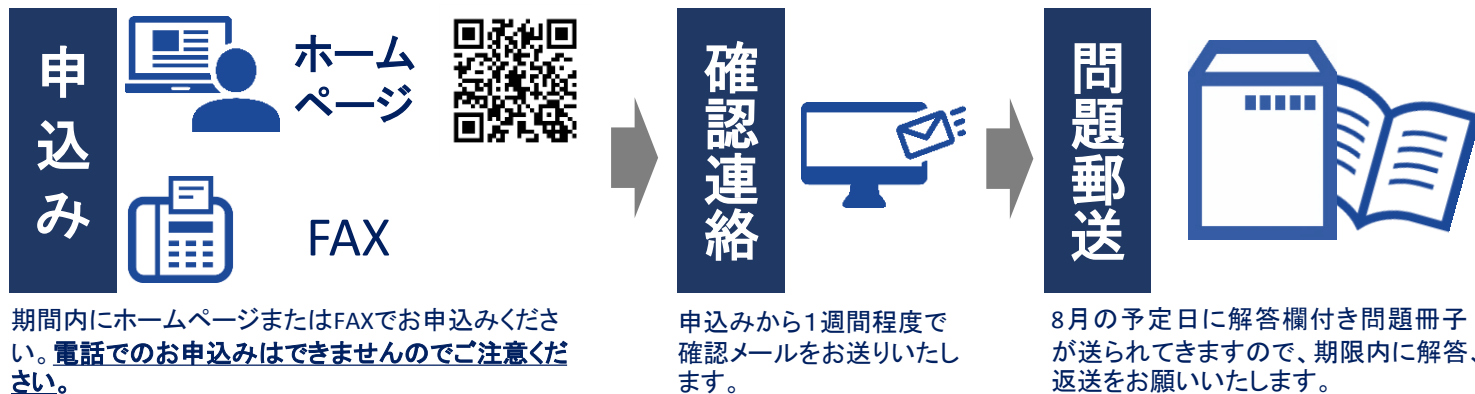 申込み
ホーム
ページ
FAX
期間内にホームページまたはFAXでお申込みくださ
い。電話でのお申込みはできませんのでご注意くだ
さい。
確認連絡
申込みから１週間程度で
確認メールをお送りいたし
ます。
問題郵送
8月の予定日に解答欄付き問題冊子
が送られてきますので、期限内に解答、
返送をお願いいたします。